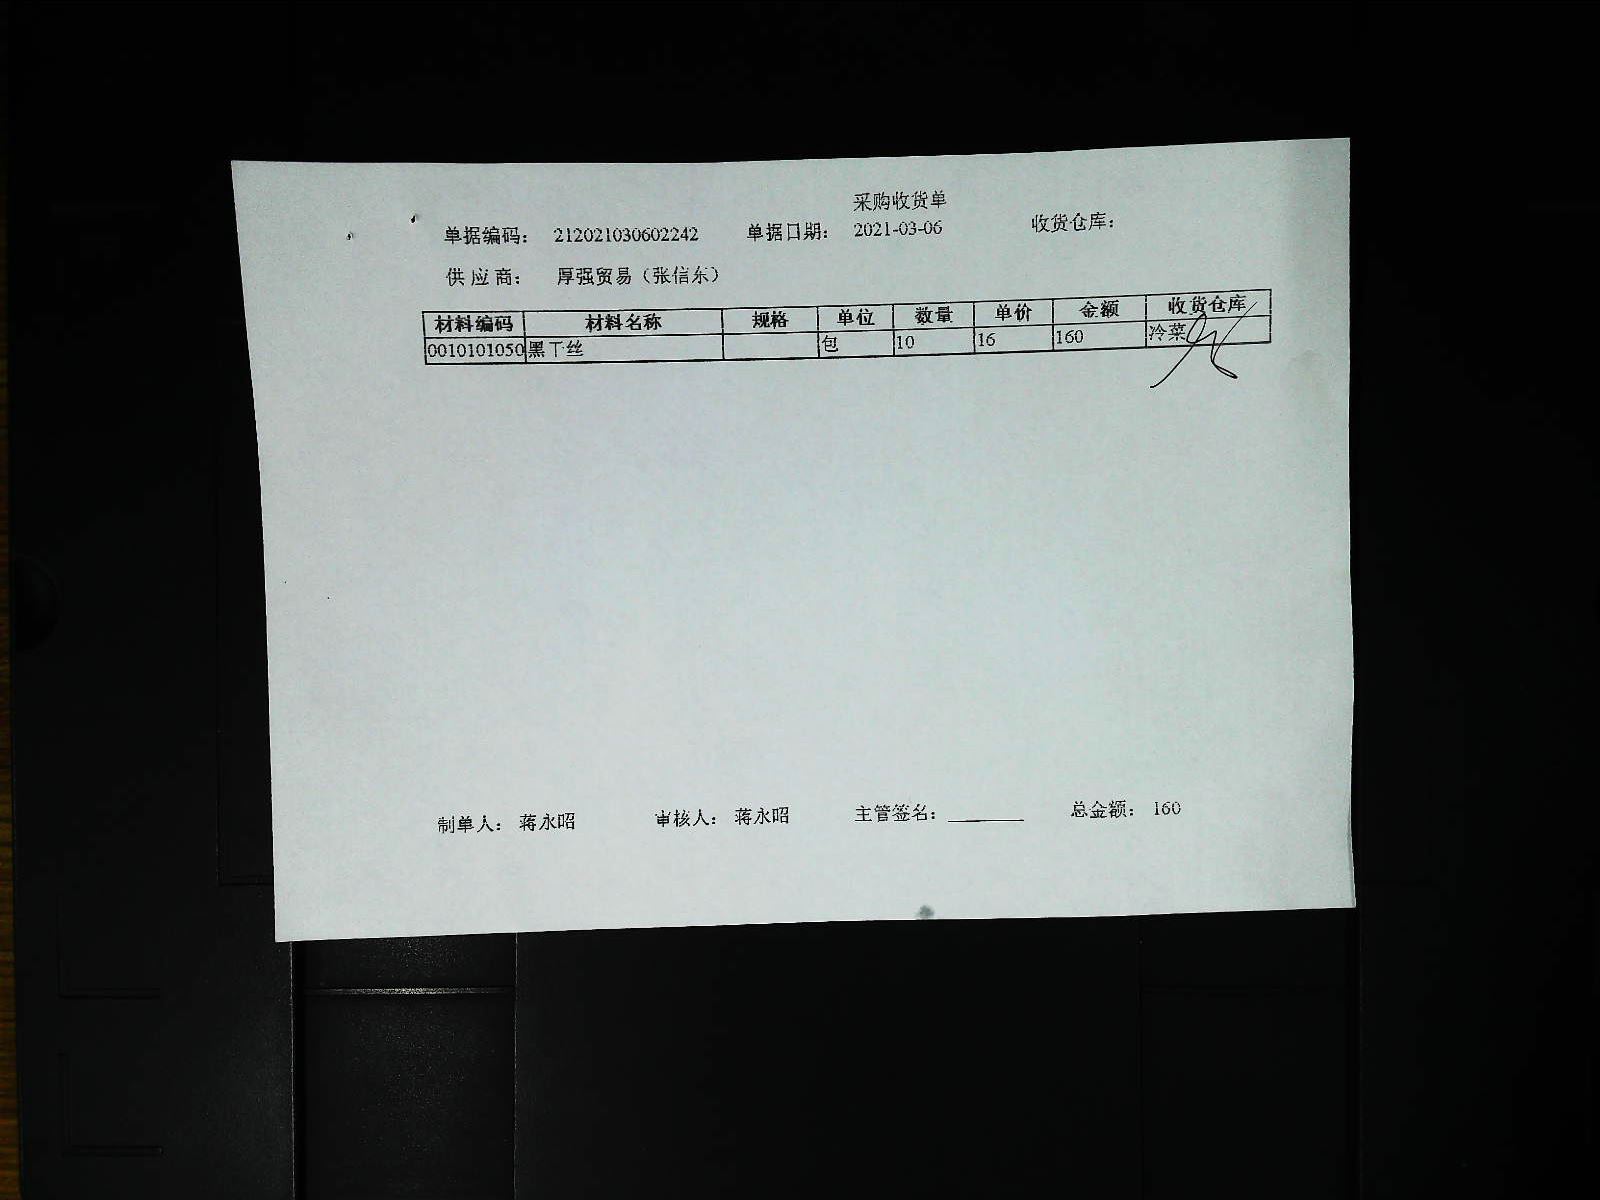 采购收货单
单据编码： 212021030602242 单据日期： 2021-03-06 收货仓库：
供应商： 厚强贸易（张信东）
材料编码 材料名称 规格 单位 数量 单价 金额 收货仓库
0010101050 黑干丝 包 10 16 160 冷菜
制单人： 蒋永昭 审核人： 蒋永昭 主管签名：______ 总金额： 160